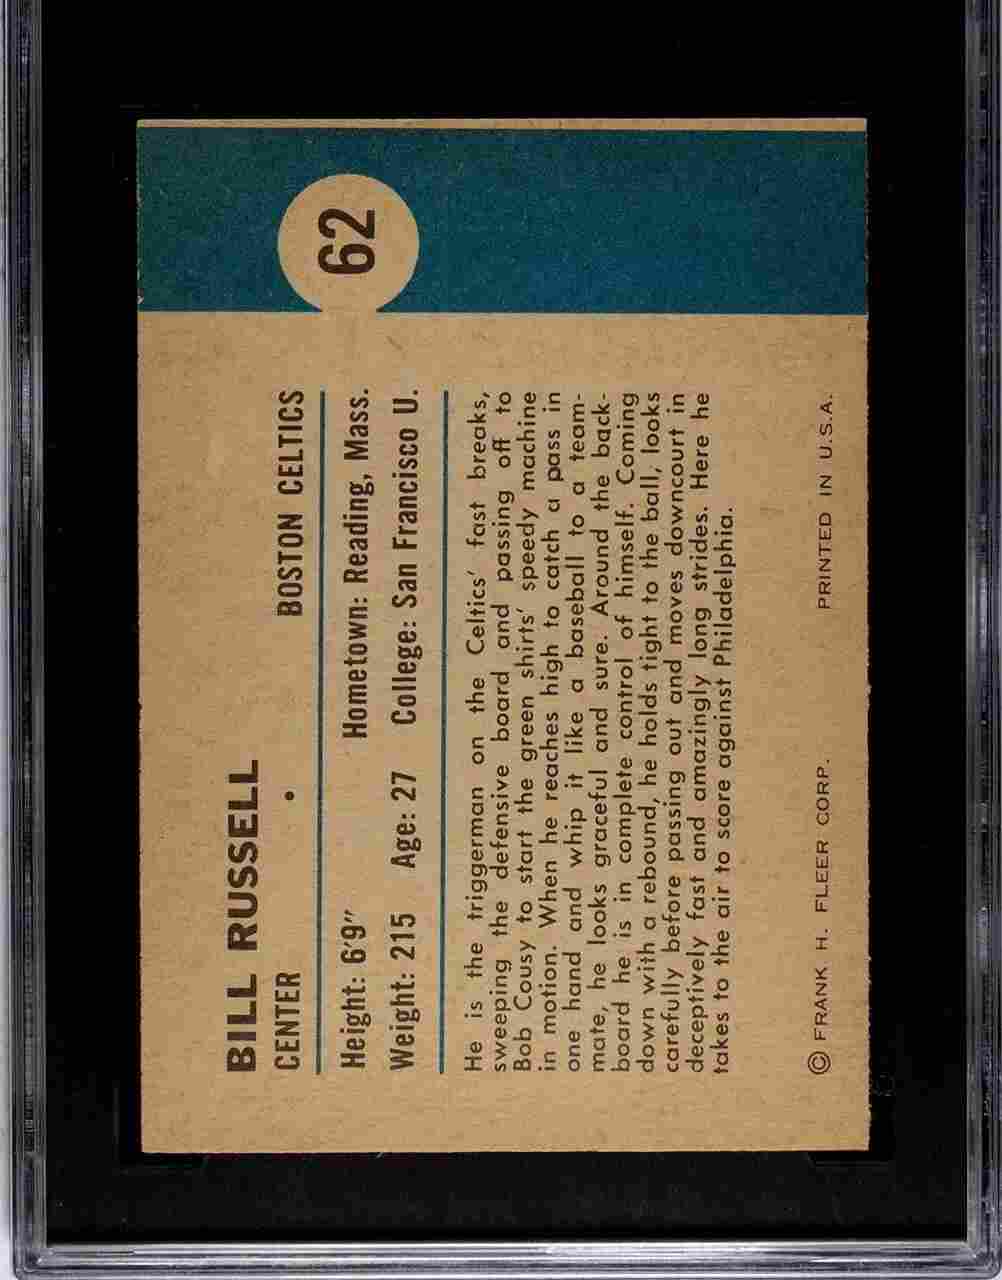 62
BILL RUSSELL
CENTER • BOSTON CELTICS
Height: 6'9" Hometown: Reading, Mass.
Weight: 215 Age: 27 College: San Francisco U.
He is the triggerman on the Celtics' fast breaks,
sweeping the defensive board and passing off to
Bob Cousy to start the green shirts' speedy machine
in motion. When he reaches high to catch a pass in
one hand and whip it like a baseball to a team-
mate, he looks graceful and sure. Around the back-
board he is in complete control of himself. Coming
down with a rebound, he holds tight to the ball, looks
carefully before passing out and moves downcourt in
deceptively fast and amazingly long strides. Here he
takes to the air to score against Philadelphia.
© FRANK H. FLEER CORP. PRINTED IN U.S.A.